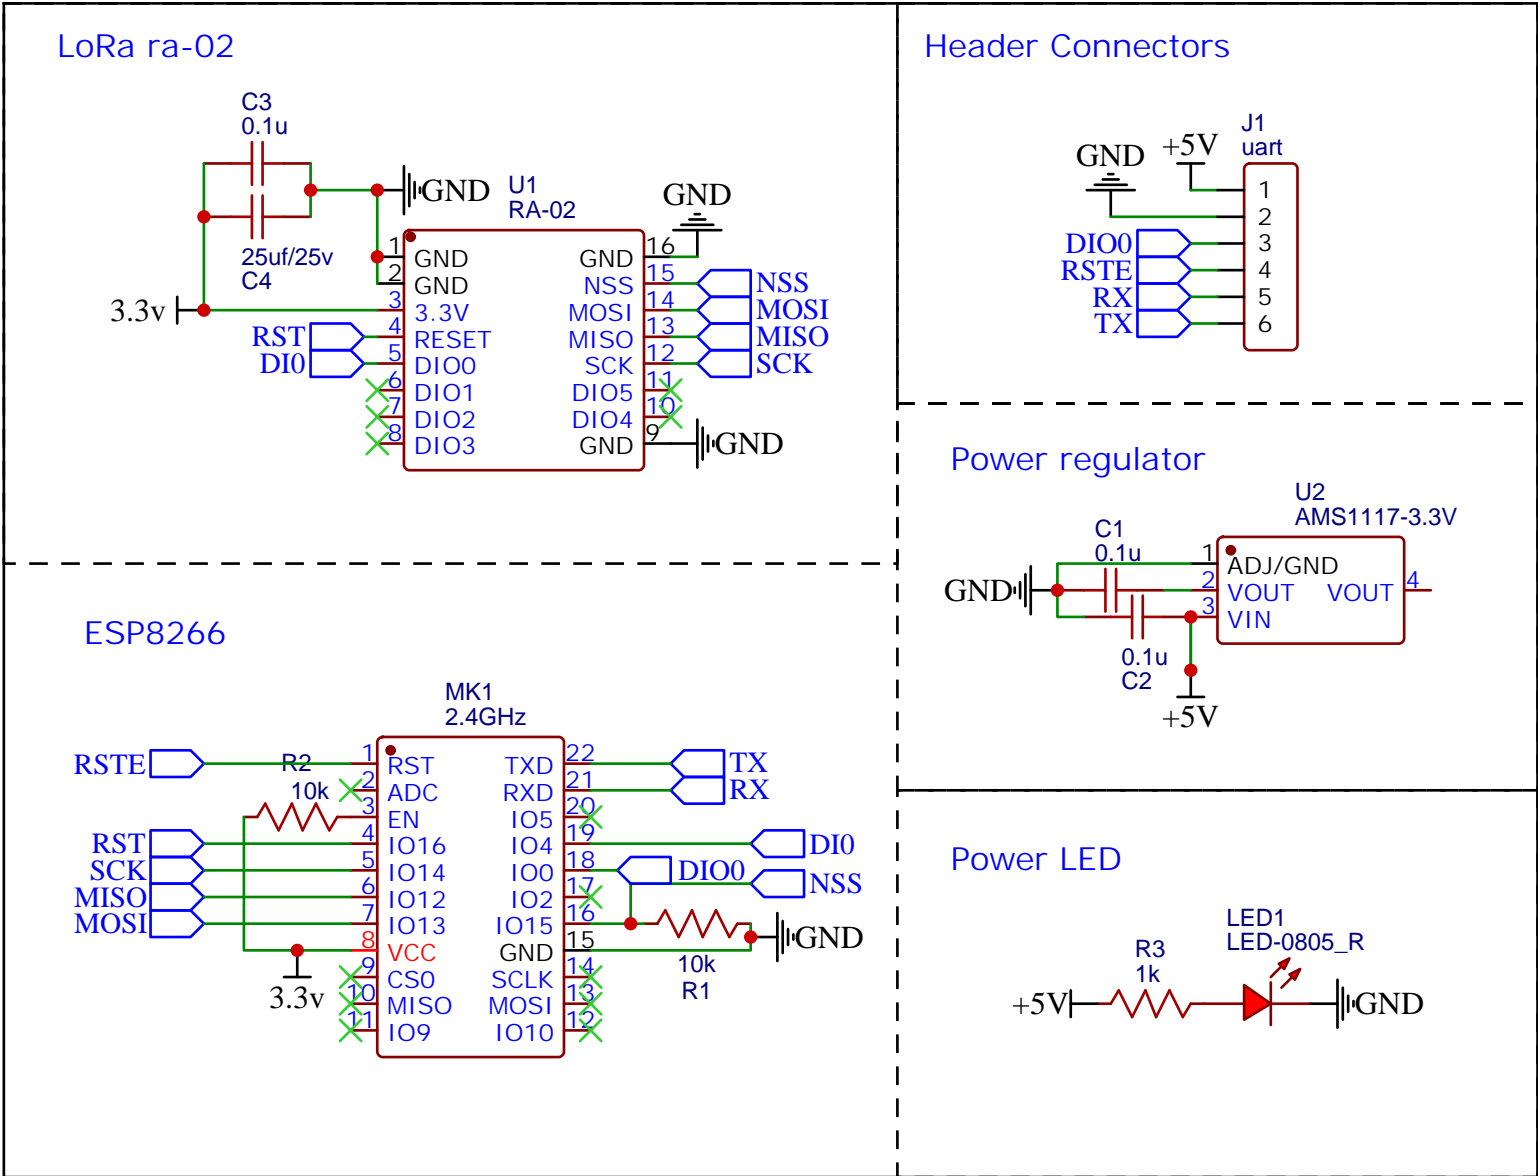 LoRa ra-02
C3
0.1u
GND
25uf/25v
C4
3.3v
U1
RA-02
GND
1 GND GND 16
2 GND NSS 15 NSS
3 3.3V MOSI 14 MOSI
RST 4 RESET MISO 13 MISO
DI0 5 DIO0 SCK 12 SCK
6 DIO1 DIO5 11
7 DIO2 DIO4 10
8 DIO3 GND 9 GND
Header Connectors
J1
uart
GND +5V
1
2
DIO0 3
RSTE 4
RX 5
TX 6
Power regulator
U2
AMS1117-3.3V
C1
0.1u
1 ADJ/GND
GND 2 VOUT VOUT 4
3 VIN
0.1u
C2
+5V
ESP8266
MK1
2.4GHz
RSTE 1 RST TXD 22 TX
R2
10k
2 ADC RXD 21 RX
3 EN IO5 20
RST 4 IO16 IO4 19 DI0
SCK 5 IO14 IO0 18 DIO0
MISO 6 IO12 IO2 17 NSS
MOSI 7 IO13 IO15 16
8 VCC GND 15 GND
9 CS0 SCLK 14
10 MISO MOSI 13
11 IO9 IO10 12
3.3v
10k
R1
Power LED
LED1
LED-0805_R
R3
1k
+5V GND